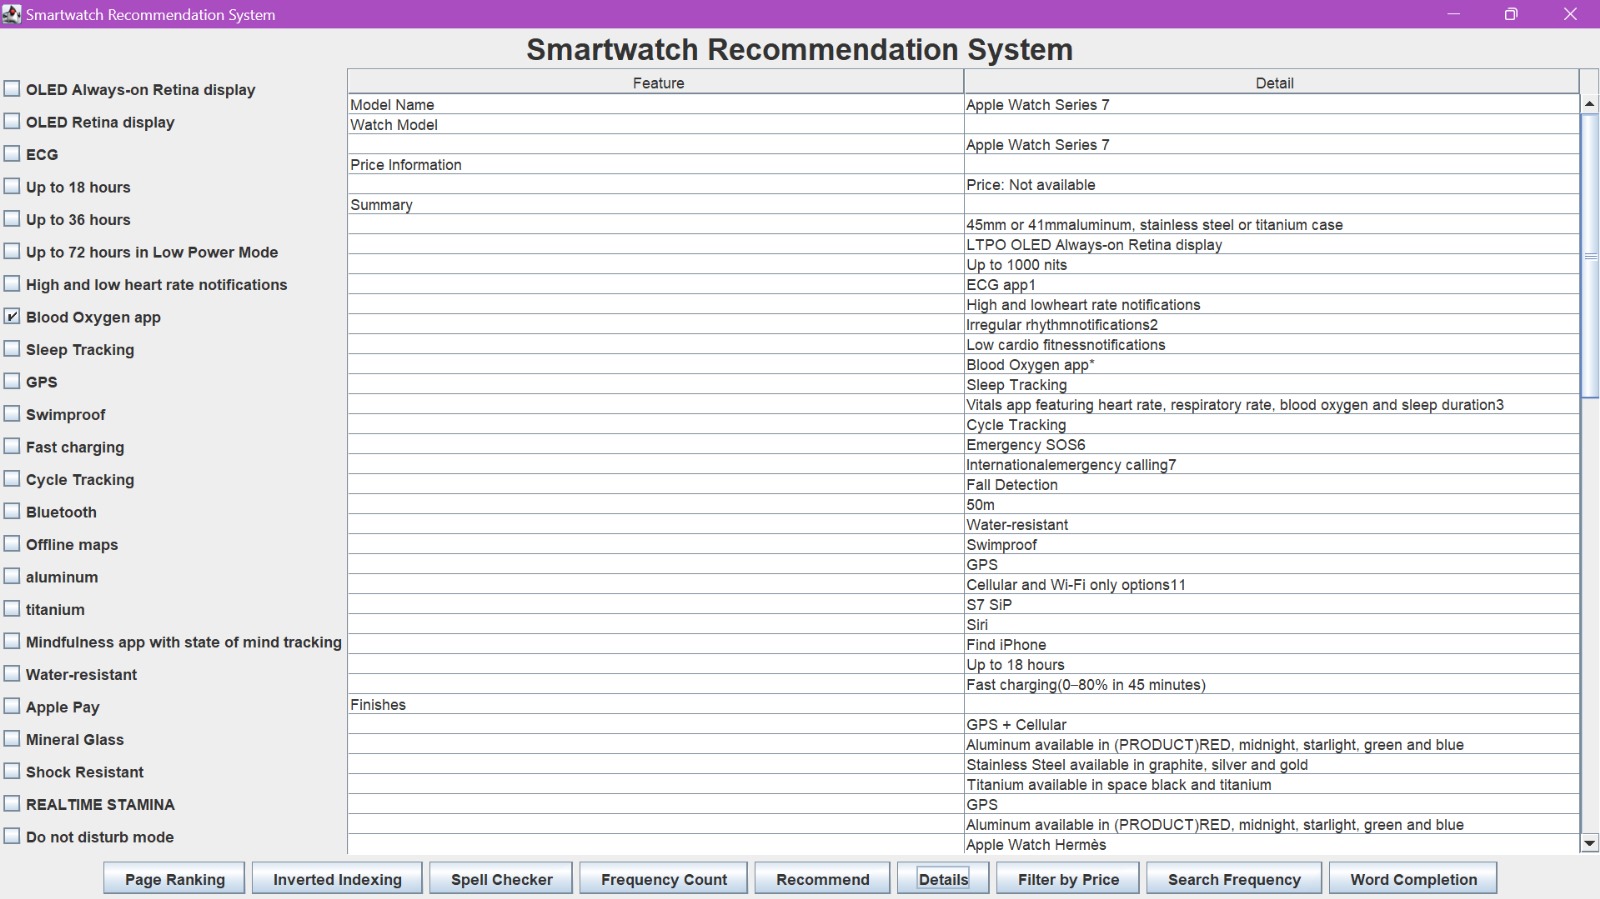 Smartwatch Recommendation System
Smartwatch Recommendation System
OLED Always-on Retina display
OLED Retina display
ECG
Up to 18 hours
Up to 36 hours
Up to 72 hours in Low Power Mode
High and low heart rate notifications
Blood Oxygen app
Sleep Tracking
GPS
Swimproof
Fast charging
Cycle Tracking
Bluetooth
Offline maps
aluminum
titanium
Mindfulness app with state of mind tracking
Water-resistant
Apple Pay
Mineral Glass
Shock Resistant
REALTIME STAMINA
Do not disturb mode
Feature Detail
Model Name Apple Watch Series 7
Watch Model
Apple Watch Series 7
Price Information
Price: Not available
Summary
45mm or 41mmaluminum, stainless steel or titanium case
LTPO OLED Always-on Retina display
Up to 1000 nits
ECG app1
High and lowheart rate notifications
Irregular rhythmnotifications2
Low cardio fitnessnotifications
Blood Oxygen app*
Sleep Tracking
Vitals app featuring heart rate, respiratory rate, blood oxygen and sleep duration3
Cycle Tracking
Emergency SOS6
Internationalemergency calling7
Fall Detection
50m
Water-resistant
Swimproof
GPS
Cellular and Wi-Fi only options11
S7 SiP
Siri
Find iPhone
Up to 18 hours
Fast charging(0–80% in 45 minutes)
Finishes
GPS + Cellular
Aluminum available in (PRODUCT)RED, midnight, starlight, green and blue
Stainless Steel available in graphite, silver and gold
Titanium available in space black and titanium
GPS
Aluminum available in (PRODUCT)RED, midnight, starlight, green and blue
Apple Watch Hermès
Page Ranking Inverted Indexing Spell Checker Frequency Count Recommend Details Filter by Price Search Frequency Word Completion